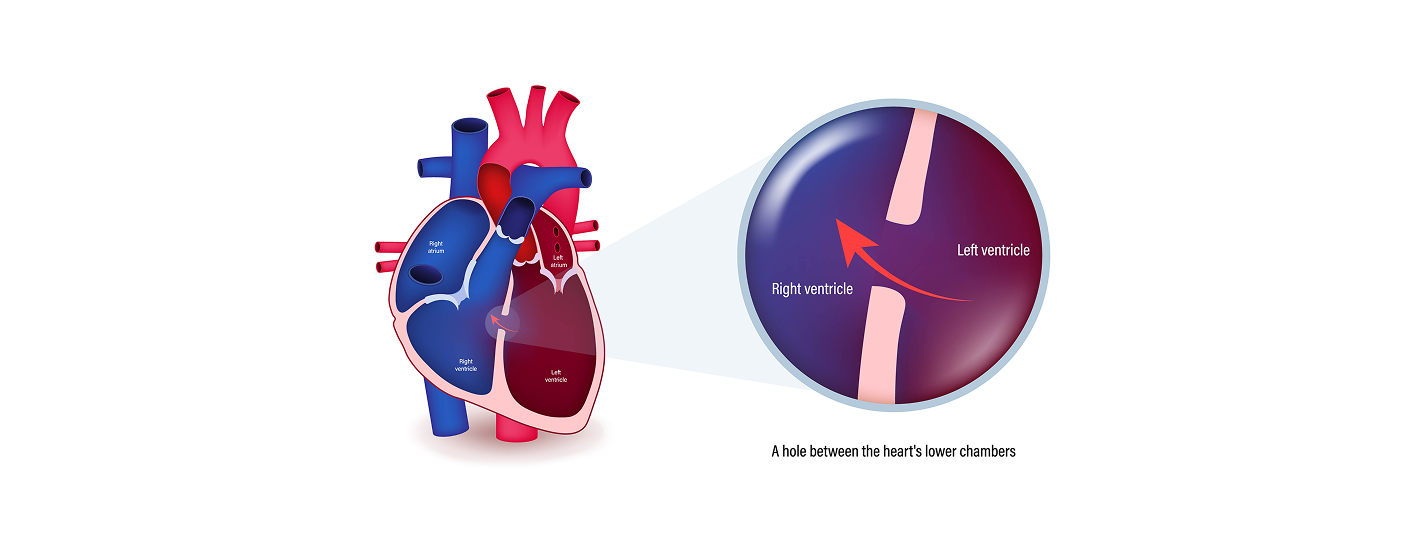 Right
atrium
Left
atrium
Right
ventricle
Left
ventricle
Right ventricle
Left ventricle
A hole between the heart's lower chambers